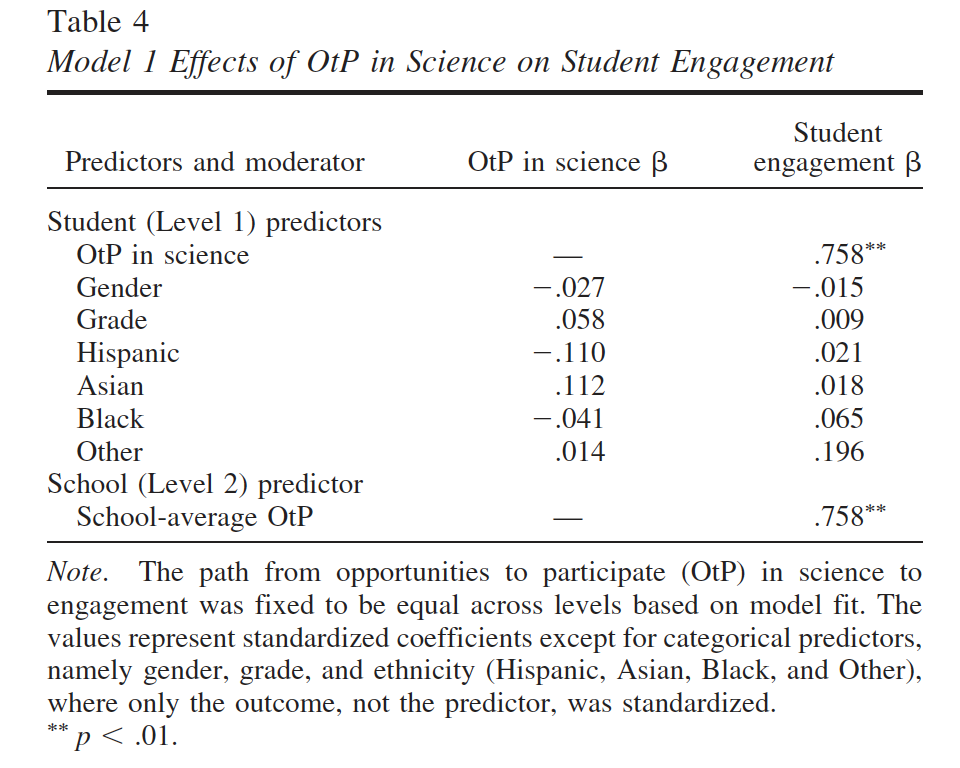 Table 4
Model 1 Effects of OtP in Science on Student Engagement
Predictors and moderator OtP in science β Student engagement β
Student (Level 1) predictors
OtP in science — .758**
Gender −.027 −.015
Grade .058 .009
Hispanic −.110 .021
Asian .112 .018
Black −.041 .065
Other .014 .196
School (Level 2) predictor
School-average OtP — .758**
Note. The path from opportunities to participate (OtP) in science to
engagement was fixed to be equal across levels based on model fit. The
values represent standardized coefficients except for categorical predictors,
namely gender, grade, and ethnicity (Hispanic, Asian, Black, and Other),
where only the outcome, not the predictor, was standardized.
** p < .01.